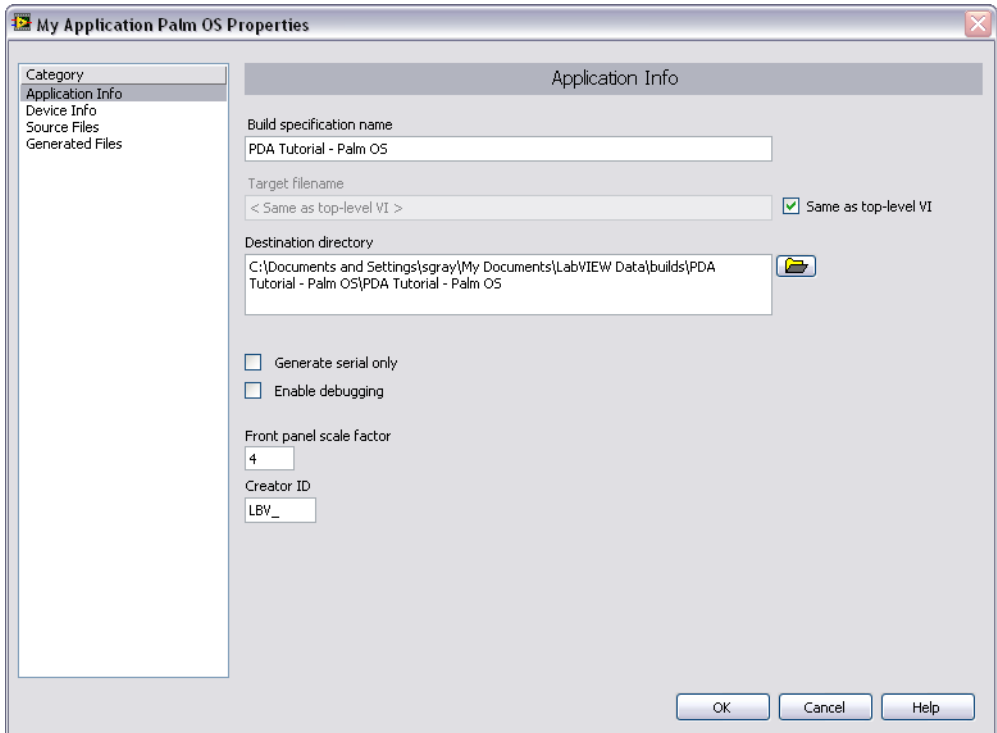 My Application Palm OS Properties
Category
Application Info
Device Info
Source Files
Generated Files
Application Info
Build specification name
PDA Tutorial - Palm OS
Target filename
< Same as top-level VI >
Same as top-level VI
Destination directory
C:\Documents and Settings\sgray\My Documents\LabVIEW Data\builds\PDA
Tutorial - Palm OS\PDA Tutorial - Palm OS
Generate serial only
Enable debugging
Front panel scale factor
4
Creator ID
LBV_
OK Cancel Help